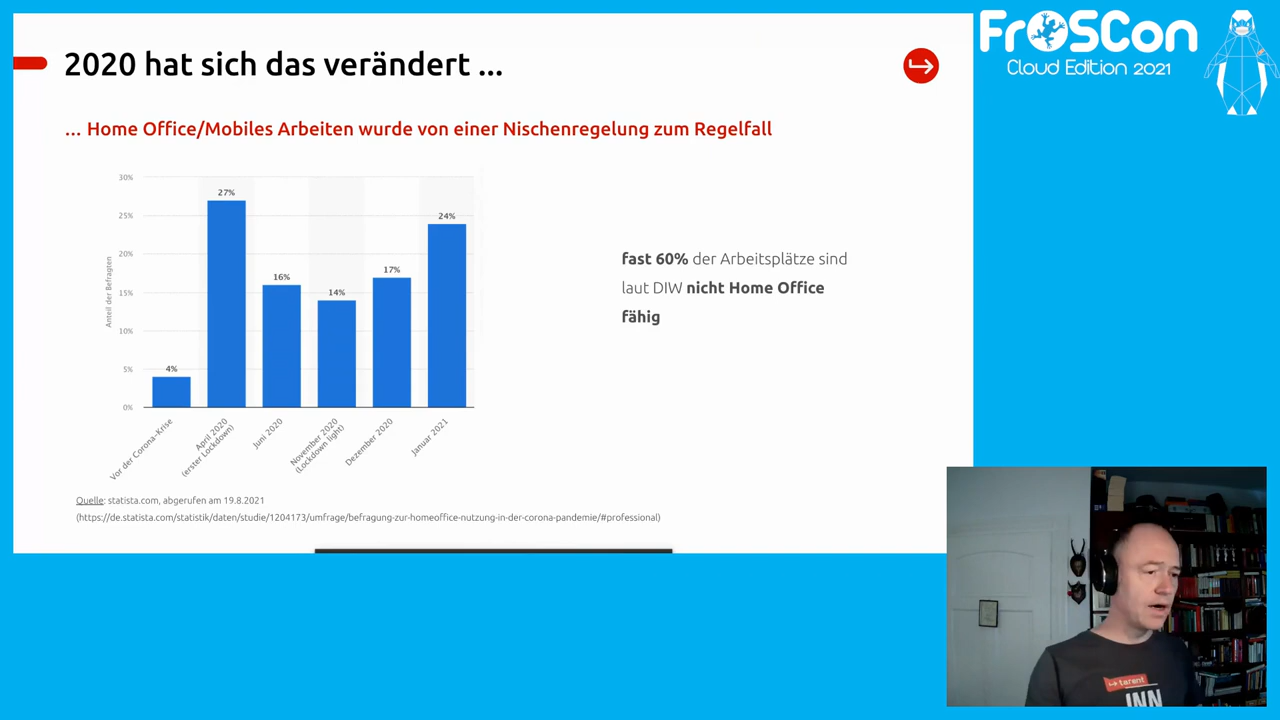 2020 hat sich das verändert ...
FrOSCon
Cloud Edition 2021
... Home Office/Mobiles Arbeiten wurde von einer Nischenregelung zum Regelfall
30%
25%
20%
15%
10%
5%
0%
Anteil der Befragten
4%
27%
16%
14%
17%
24%
Vor der Corona-Krise
April 2020
(erster Lockdown)
Juni 2020
November 2020
(Lockdown light)
Dezember 2020
Januar 2021
fast 60% der Arbeitsplätze sind
laut DIW nicht Home Office
fähig
Quelle: statista.com, abgerufen am 19.8.2021
(https://de.statista.com/statistik/daten/studie/1204173/umfrage/befragung-zur-homeoffice-nutzung-in-der-corona-pandemie/#professional)
tarent
INN